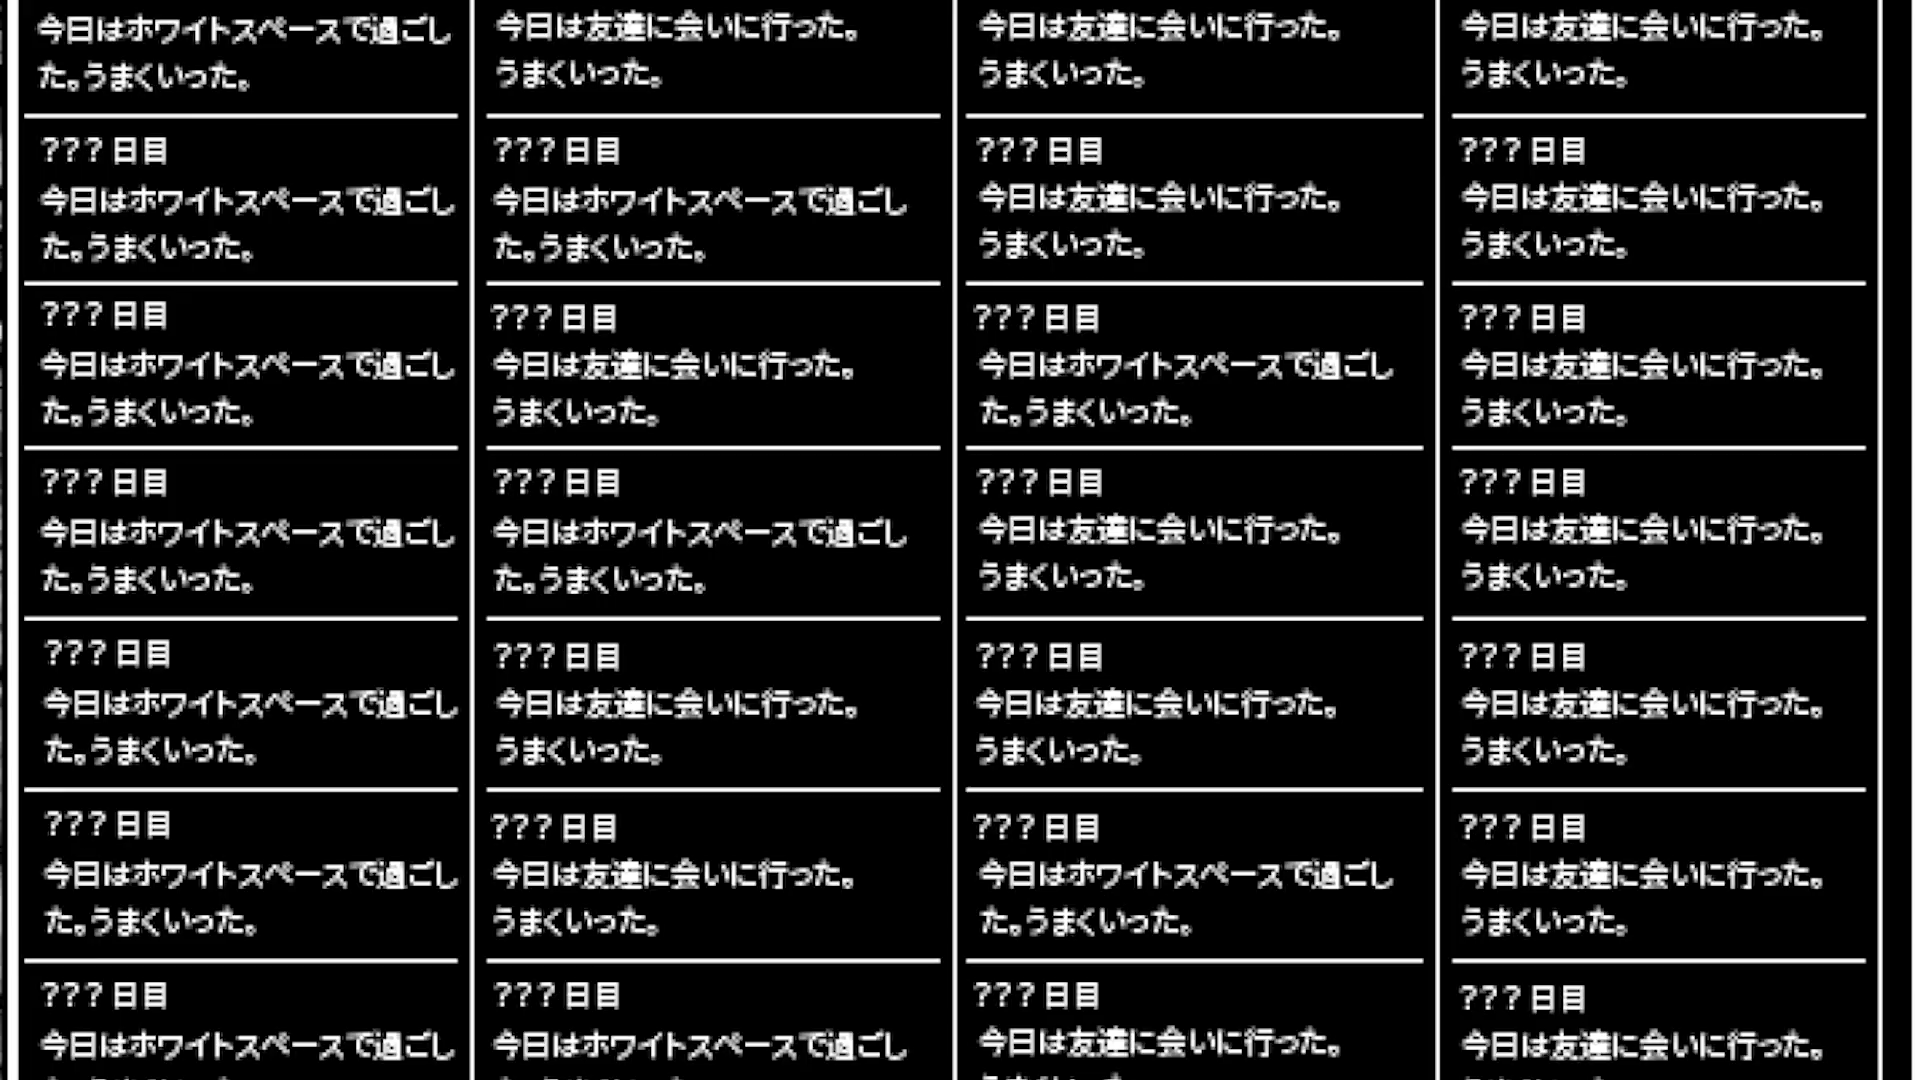 今日はホワイトスペースで過ごし
た。うまくいった。
??? 日目
今日はホワイトスペースで過ごし
た。うまくいった。
??? 日目
今日はホワイトスペースで過ごし
た。うまくいった。
??? 日目
今日はホワイトスペースで過ごし
た。うまくいった。
??? 日目
今日はホワイトスペースで過ごし
た。うまくいった。
??? 日目
今日はホワイトスペースで過ごし
た。うまくいった。
??? 日目
今日はホワイトスペースで過ごし
今日は友達に会いに行った。
うまくいった。
??? 日目
今日はホワイトスペースで過ごし
た。うまくいった。
??? 日目
今日は友達に会いに行った。
うまくいった。
??? 日目
今日はホワイトスペースで過ごし
た。うまくいった。
??? 日目
今日は友達に会いに行った。
うまくいった。
??? 日目
今日は友達に会いに行った。
うまくいった。
??? 日目
今日はホワイトスペースで過ごし
今日は友達に会いに行った。
うまくいった。
??? 日目
今日は友達に会いに行った。
うまくいった。
??? 日目
今日はホワイトスペースで過ごし
た。うまくいった。
??? 日目
今日は友達に会いに行った。
うまくいった。
??? 日目
今日は友達に会いに行った。
うまくいった。
??? 日目
今日はホワイトスペースで過ごし
た。うまくいった。
??? 日目
今日は友達に会いに行った。
今日は友達に会いに行った。
うまくいった。
??? 日目
今日は友達に会いに行った。
うまくいった。
??? 日目
今日は友達に会いに行った。
うまくいった。
??? 日目
今日は友達に会いに行った。
うまくいった。
??? 日目
今日は友達に会いに行った。
うまくいった。
??? 日目
今日は友達に会いに行った。
うまくいった。
??? 日目
今日は友達に会いに行った。